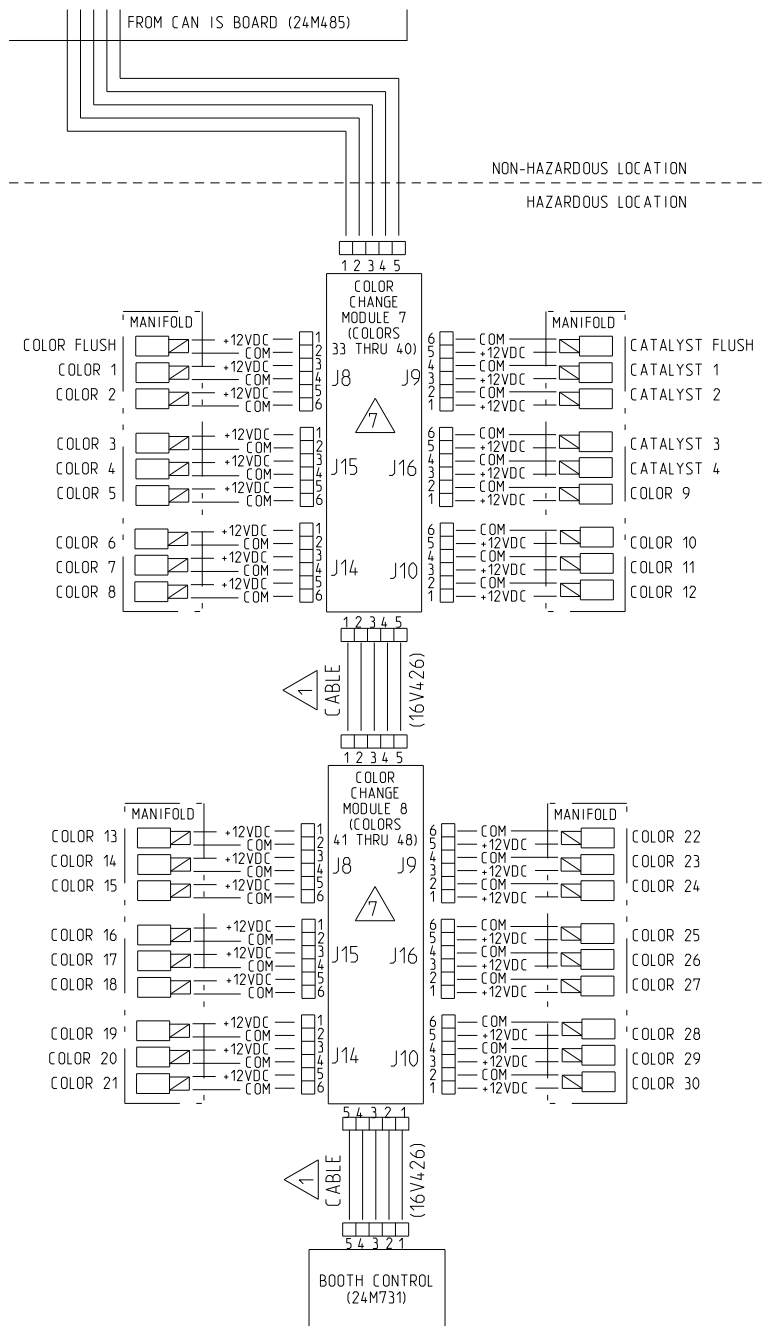 FROM CAN IS BOARD (24M485)
NON-HAZARDOUS LOCATION
HAZARDOUS LOCATION
1 2 3 4 5
COLOR
CHANGE
MODULE 7
(COLORS
33 THRU 40)
7
J8
J9
J15
J16
J14
J10
MANIFOLD
COLOR FLUSH
+12VDC 1
COM 2
COLOR 1
+12VDC 3
COM 4
COLOR 2
+12VDC 5
COM 6
COLOR 3
+12VDC 1
COM 2
COLOR 4
+12VDC 3
COM 4
COLOR 5
+12VDC 5
COM 6
COLOR 6
+12VDC 1
COM 2
COLOR 7
+12VDC 3
COM 4
COLOR 8
+12VDC 5
COM 6
MANIFOLD
6 COM
5 +12VDC
CATALYST FLUSH
4 COM
3 +12VDC
CATALYST 1
2 COM
1 +12VDC
CATALYST 2
6 COM
5 +12VDC
CATALYST 3
4 COM
3 +12VDC
CATALYST 4
2 COM
1 +12VDC
COLOR 9
6 COM
5 +12VDC
COLOR 10
4 COM
3 +12VDC
COLOR 11
2 COM
1 +12VDC
COLOR 12
1 2 3 4 5
1
CABLE
(16V426)
1 2 3 4 5
COLOR
CHANGE
MODULE 8
(COLORS
41 THRU 48)
7
J8
J9
J15
J16
J14
J10
MANIFOLD
COLOR 13
+12VDC 1
COM 2
COLOR 14
+12VDC 3
COM 4
COLOR 15
+12VDC 5
COM 6
COLOR 16
+12VDC 1
COM 2
COLOR 17
+12VDC 3
COM 4
COLOR 18
+12VDC 5
COM 6
COLOR 19
+12VDC 1
COM 2
COLOR 20
+12VDC 3
COM 4
COLOR 21
+12VDC 5
COM 6
MANIFOLD
6 COM
5 +12VDC
COLOR 22
4 COM
3 +12VDC
COLOR 23
2 COM
1 +12VDC
COLOR 24
6 COM
5 +12VDC
COLOR 25
4 COM
3 +12VDC
COLOR 26
2 COM
1 +12VDC
COLOR 27
6 COM
5 +12VDC
COLOR 28
4 COM
3 +12VDC
COLOR 29
2 COM
1 +12VDC
COLOR 30
5 4 3 2 1
1
CABLE
(16V426)
5 4 3 2 1
BOOTH CONTROL
(24M731)